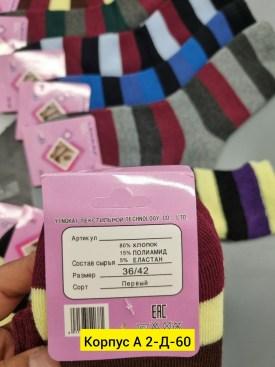 YINGKAI ТЕКСТИЛЬНОЙ TECHNOLOGY CO., LTD
Артикул
80% ХЛОПОК
Состав сырья 15% ПОЛИАМИД
5% ЕЛАСТАН
Размер 36/42
Сорт Первый
EAC
Корпус А 2-Д-60